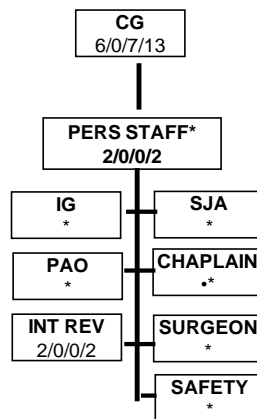 CG
6/0/7/13
PERS STAFF*
2/0/0/2
IG
*
SJA
*
PAO
*
CHAPLAIN
•*
INT REV
2/0/0/2
SURGEON
*
SAFETY
*